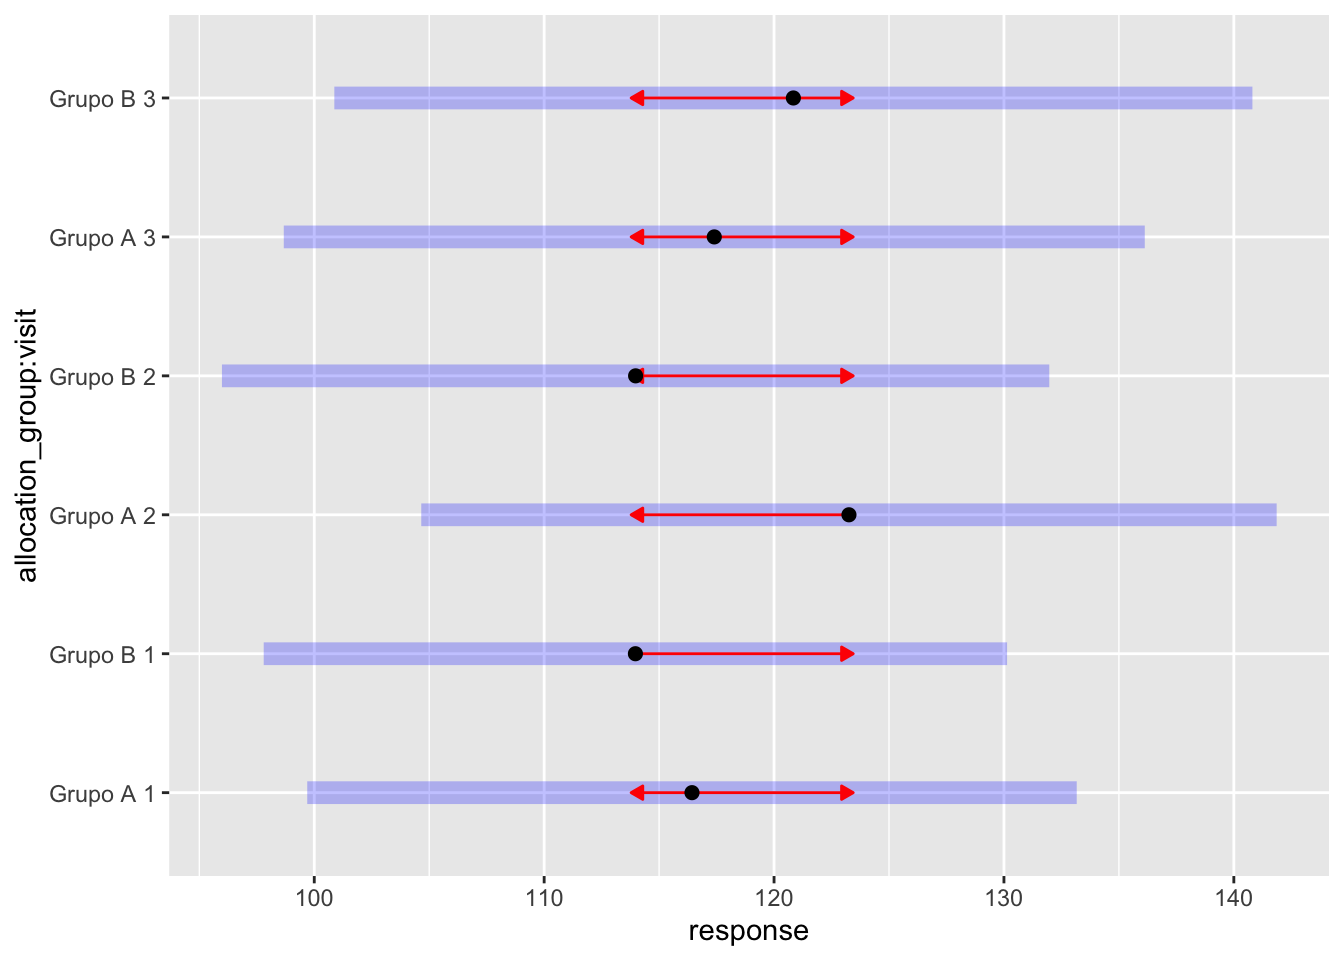 Grupo B 3
Grupo A 3
Grupo B 2
Grupo A 2
Grupo B 1
Grupo A 1
allocation_group:visit
100 110 120 130 140
response